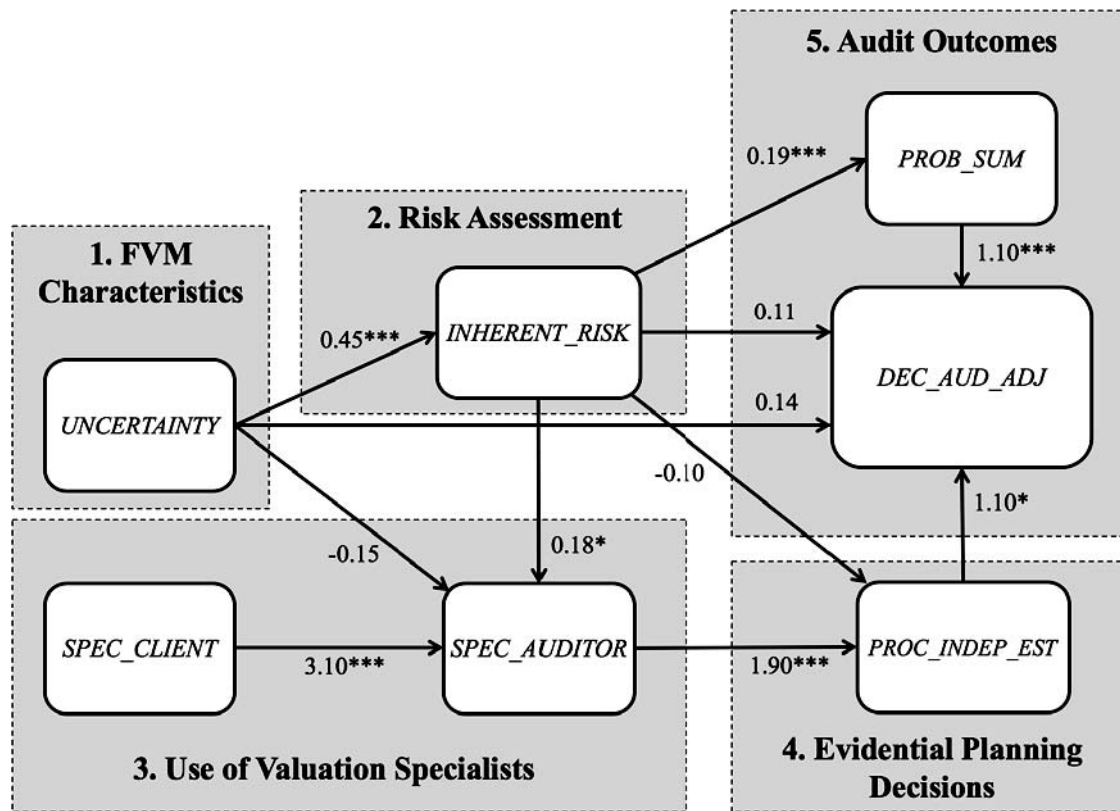 5. Audit Outcomes
PROB_SUM
0.19***
2. Risk Assessment
1. FVM
Characteristics
1.10***
INHERENT_RISK
0.11
0.45***
DEC_AUD_ADJ
UNCERTAINTY
0.14
-0.10
1.10*
-0.15
0.18*
SPEC_CLIENT
3.10***
SPEC_AUDITOR
1.90***
PROC_INDEP_EST
3. Use of Valuation Specialists
4. Evidential Planning
Decisions